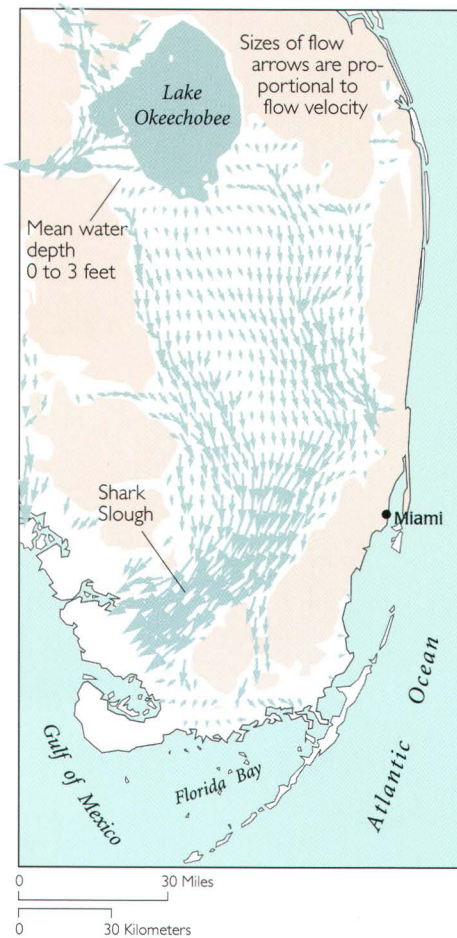 Sizes of flow
arrows are pro-
portional to
flow velocity
Lake
Okeechobee
Mean water
depth
0 to 3 feet
Shark
Slough
Miami
Gulf of Mexico
Florida Bay
Atlantic Ocean
0 30 Miles
0 30 Kilometers